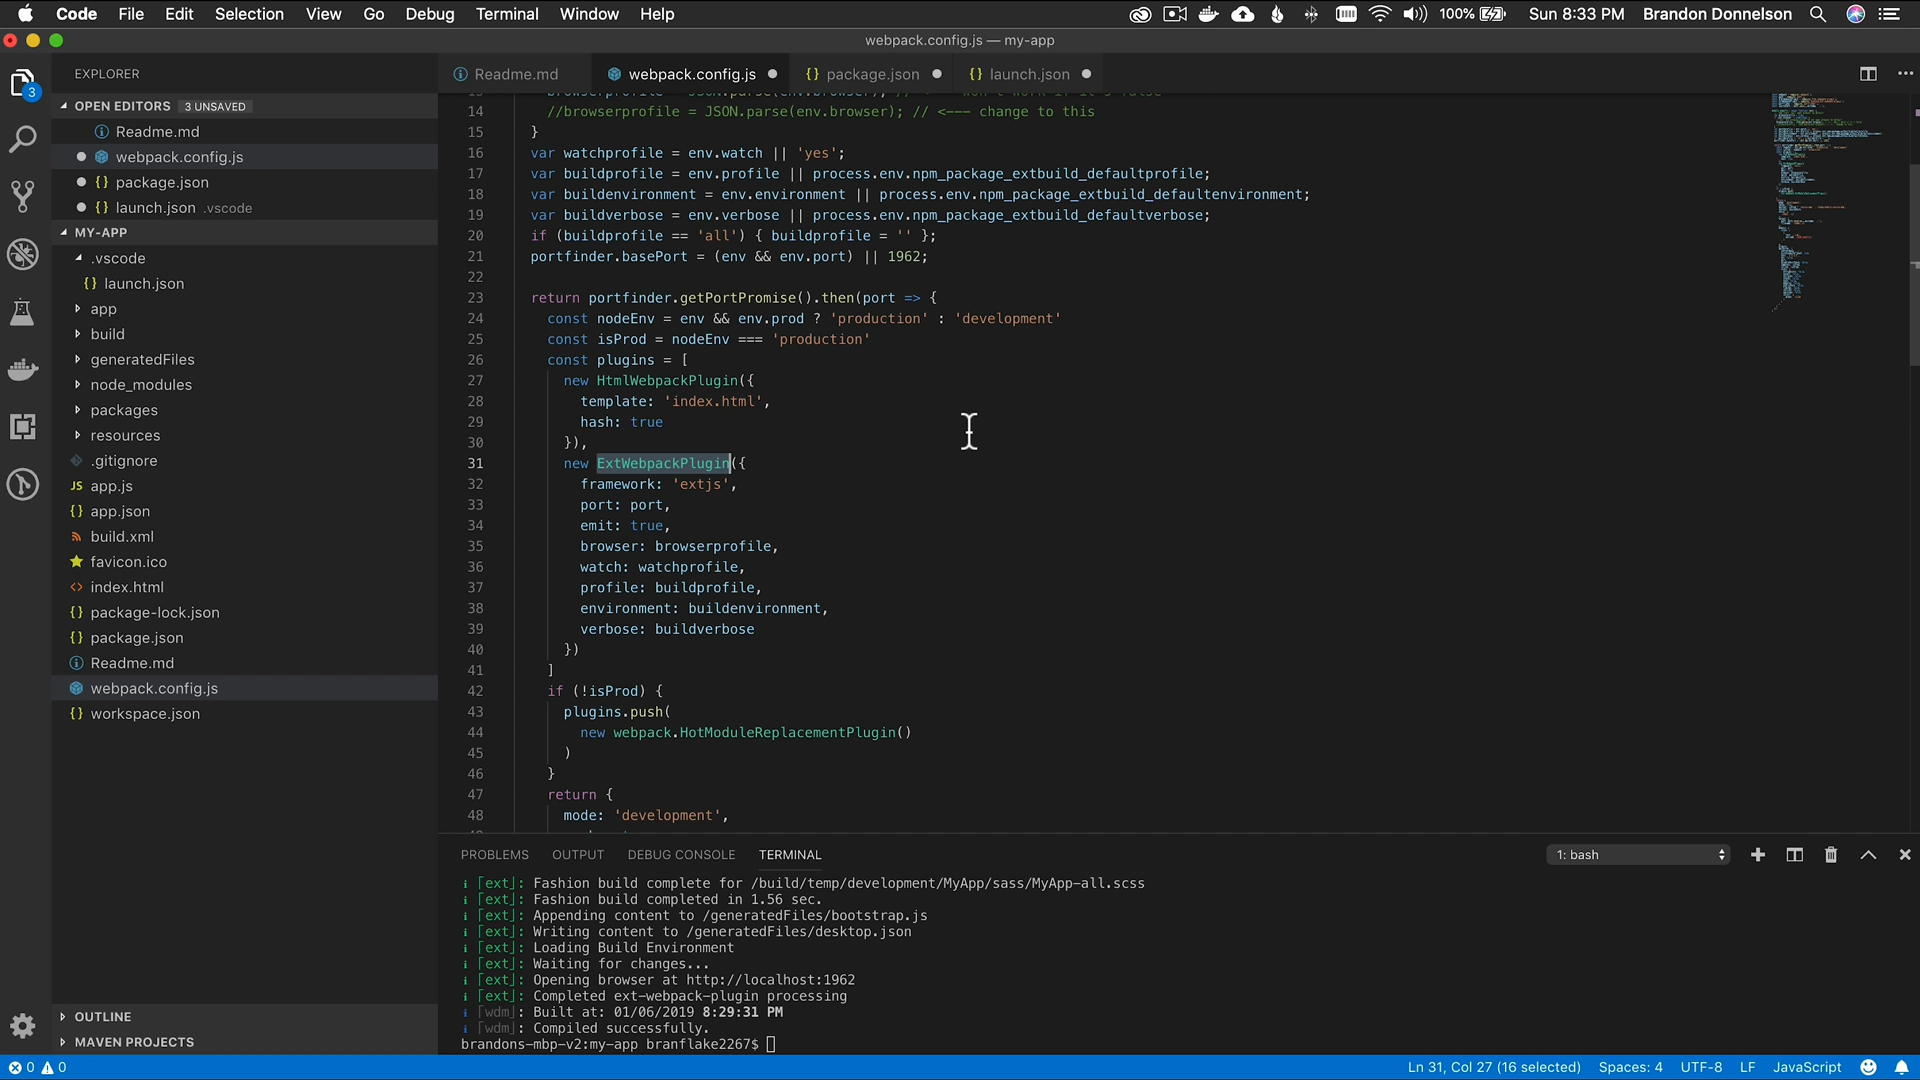 Code File Edit Selection View Go Debug Terminal Window Help
100% Sun 8:33 PM Brandon Donnelson
webpack.config.js — my-app
EXPLORER
Readme.md webpack.config.js {} package.json {} launch.json
3
OPEN EDITORS 3 UNSAVED
Readme.md
webpack.config.js
{} package.json
{} launch.json .vscode
MY-APP
.vscode
{} launch.json
app
build
generatedFiles
node_modules
packages
resources
.gitignore
JS app.js
{} app.json
build.xml
favicon.ico
<> index.html
{} package-lock.json
{} package.json
Readme.md
webpack.config.js
{} workspace.json
OUTLINE
MAVEN PROJECTS
14 //browserprofile = JSON.parse(env.browser); // <--- change to this
15 }
16 var watchprofile = env.watch || 'yes';
17 var buildprofile = env.profile || process.env.npm_package_extbuild_defaultprofile;
18 var buildenvironment = env.environment || process.env.npm_package_extbuild_defaultenvironment;
19 var buildverbose = env.verbose || process.env.npm_package_extbuild_defaultverbose;
20 if (buildprofile == 'all') { buildprofile = '' };
21 portfinder.basePort = (env && env.port) || 1962;
22
23 return portfinder.getPortPromise().then(port => {
24 const nodeEnv = env && env.prod ? 'production' : 'development'
25 const isProd = nodeEnv === 'production'
26 const plugins = [
27 new HtmlWebpackPlugin({
28 template: 'index.html',
29 hash: true
30 }),
31 new ExtWebpackPlugin({
32 framework: 'extjs',
33 port: port,
34 emit: true,
35 browser: browserprofile,
36 watch: watchprofile,
37 profile: buildprofile,
38 environment: buildenvironment,
39 verbose: buildverbose
40 })
41 ]
42 if (!isProd) {
43 plugins.push(
44 new webpack.HotModuleReplacementPlugin()
45 )
46 }
47 return {
48 mode: 'development',
PROBLEMS OUTPUT DEBUG CONSOLE TERMINAL 1: bash
i ｢ext｣: Fashion build complete for /build/temp/development/MyApp/sass/MyApp-all.scss
i ｢ext｣: Fashion build completed in 1.56 sec.
i ｢ext｣: Appending content to /generatedFiles/bootstrap.js
i ｢ext｣: Writing content to /generatedFiles/desktop.json
i ｢ext｣: Loading Build Environment
i ｢ext｣: Waiting for changes...
i ｢ext｣: Opening browser at http://localhost:1962
i ｢ext｣: Completed ext-webpack-plugin processing
i ｢wdm｣: Built at: 01/06/2019 8:29:31 PM
i ｢wdm｣: Compiled successfully.
brandons-mbp-v2:my-app branflake2267$
0 0 Ln 31, Col 27 (16 selected) Spaces: 4 UTF-8 LF JavaScript